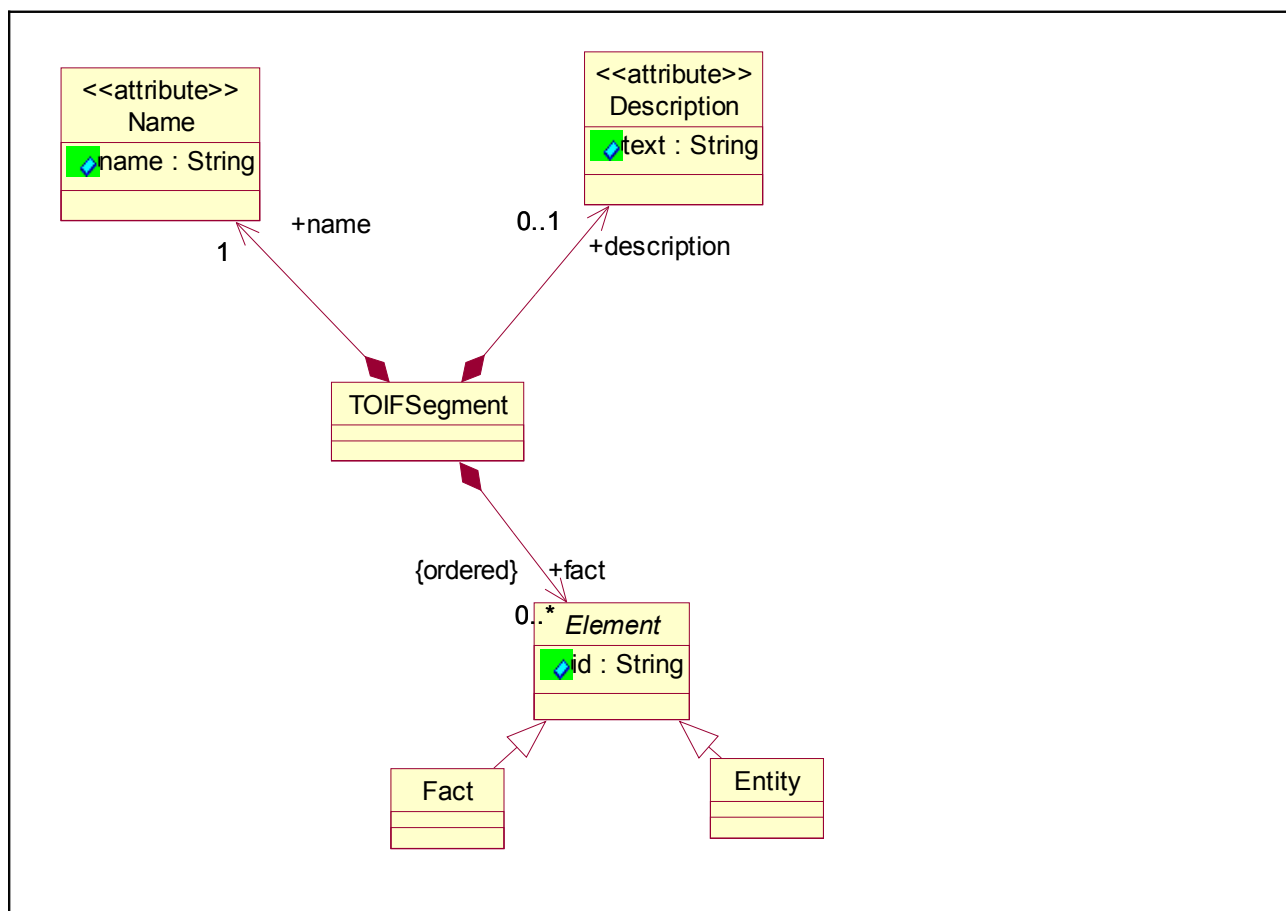 <<attribute>>
Name
name : String
<<attribute>>
Description
text : String
+name
1
0..1
+description
TOIFSegment
{ordered}
+fact
0..*
Element
id : String
Fact
Entity